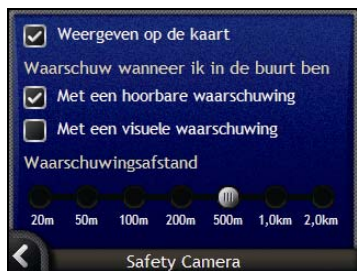 Weergeven op de kaart
Waarschuw wanneer ik in de buurt ben
Met een hoorbare waarschuwing
Met een visuele waarschuwing
Waarschuwingsafstand
20m 50m 100m 200m 500m 1,0km 2,0km
Safety Camera